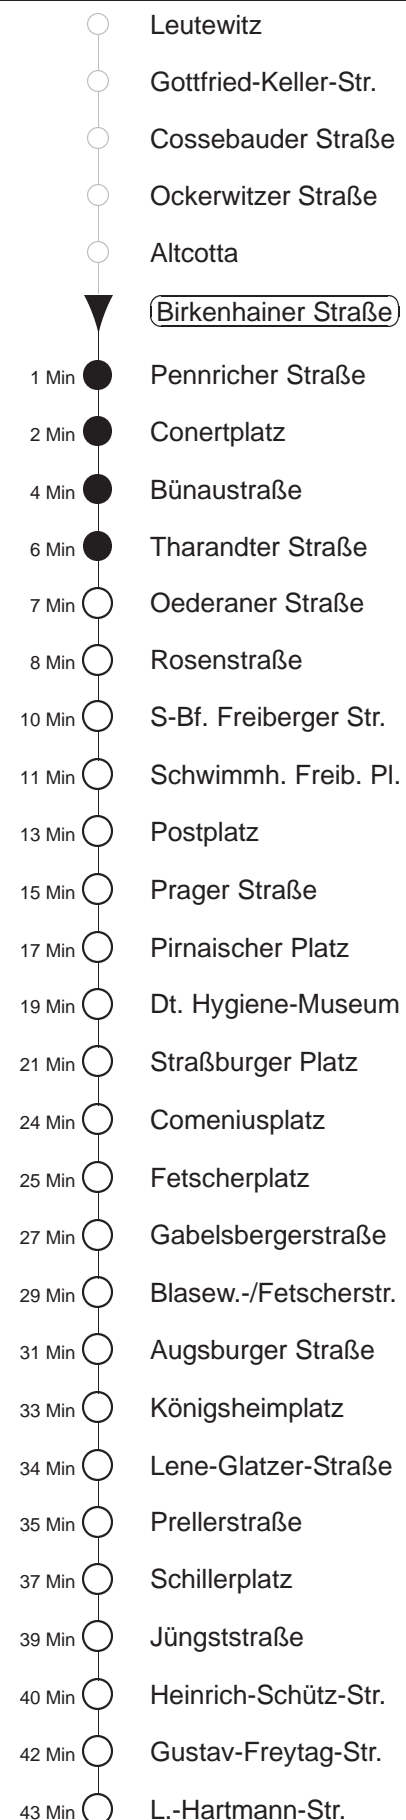 Leutewitz
Gottfried-Keller-Str.
Cossebauder Straße
Ockerwitzer Straße
Altcotta
Birkenhainer Straße
1 Min Pennricher Straße
2 Min Conertplatz
4 Min Bünaustraße
6 Min Tharandter Straße
7 Min Oederaner Straße
8 Min Rosenstraße
10 Min S-Bf. Freiberger Str.
11 Min Schwimmh. Freib. Pl.
13 Min Postplatz
15 Min Prager Straße
17 Min Pirnaischer Platz
19 Min Dt. Hygiene-Museum
21 Min Straßburger Platz
24 Min Comeniusplatz
25 Min Fetscherplatz
27 Min Gabelsbergerstraße
29 Min Blasew.-/Fetscherstr.
31 Min Augsburger Straße
33 Min Königsheimplatz
34 Min Lene-Glatzer-Straße
35 Min Prellerstraße
37 Min Schillerplatz
39 Min Jüngststraße
40 Min Heinrich-Schütz-Str.
42 Min Gustav-Freytag-Str.
43 Min L.-Hartmann-Str.